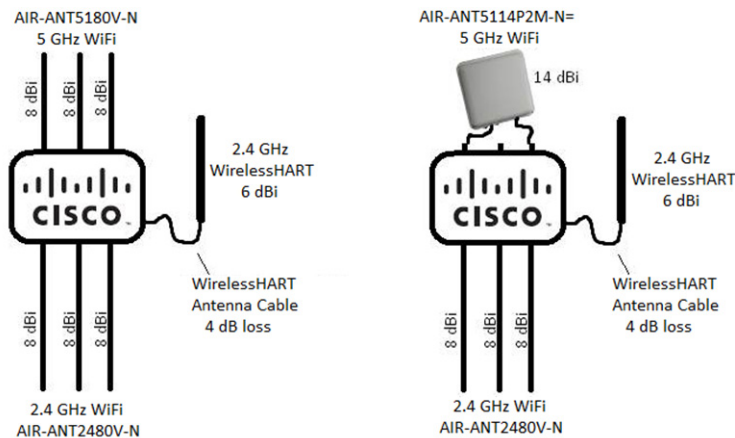 AIR-ANT5180V-N
5 GHz WiFi
8 dBi
8 dBi
8 dBi
2.4 GHz
WirelessHART
6 dBi
CISCO™
WirelessHART
Antenna Cable
4 dB loss
8 dBi
8 dBi
8 dBi
2.4 GHz WiFi
AIR-ANT2480V-N
AIR-ANT5114P2M-N=
5 GHz WiFi
14 dBi
2.4 GHz
WirelessHART
6 dBi
CISCO™
WirelessHART
Antenna Cable
4 dB loss
8 dBi
8 dBi
8 dBi
2.4 GHz WiFi
AIR-ANT2480V-N